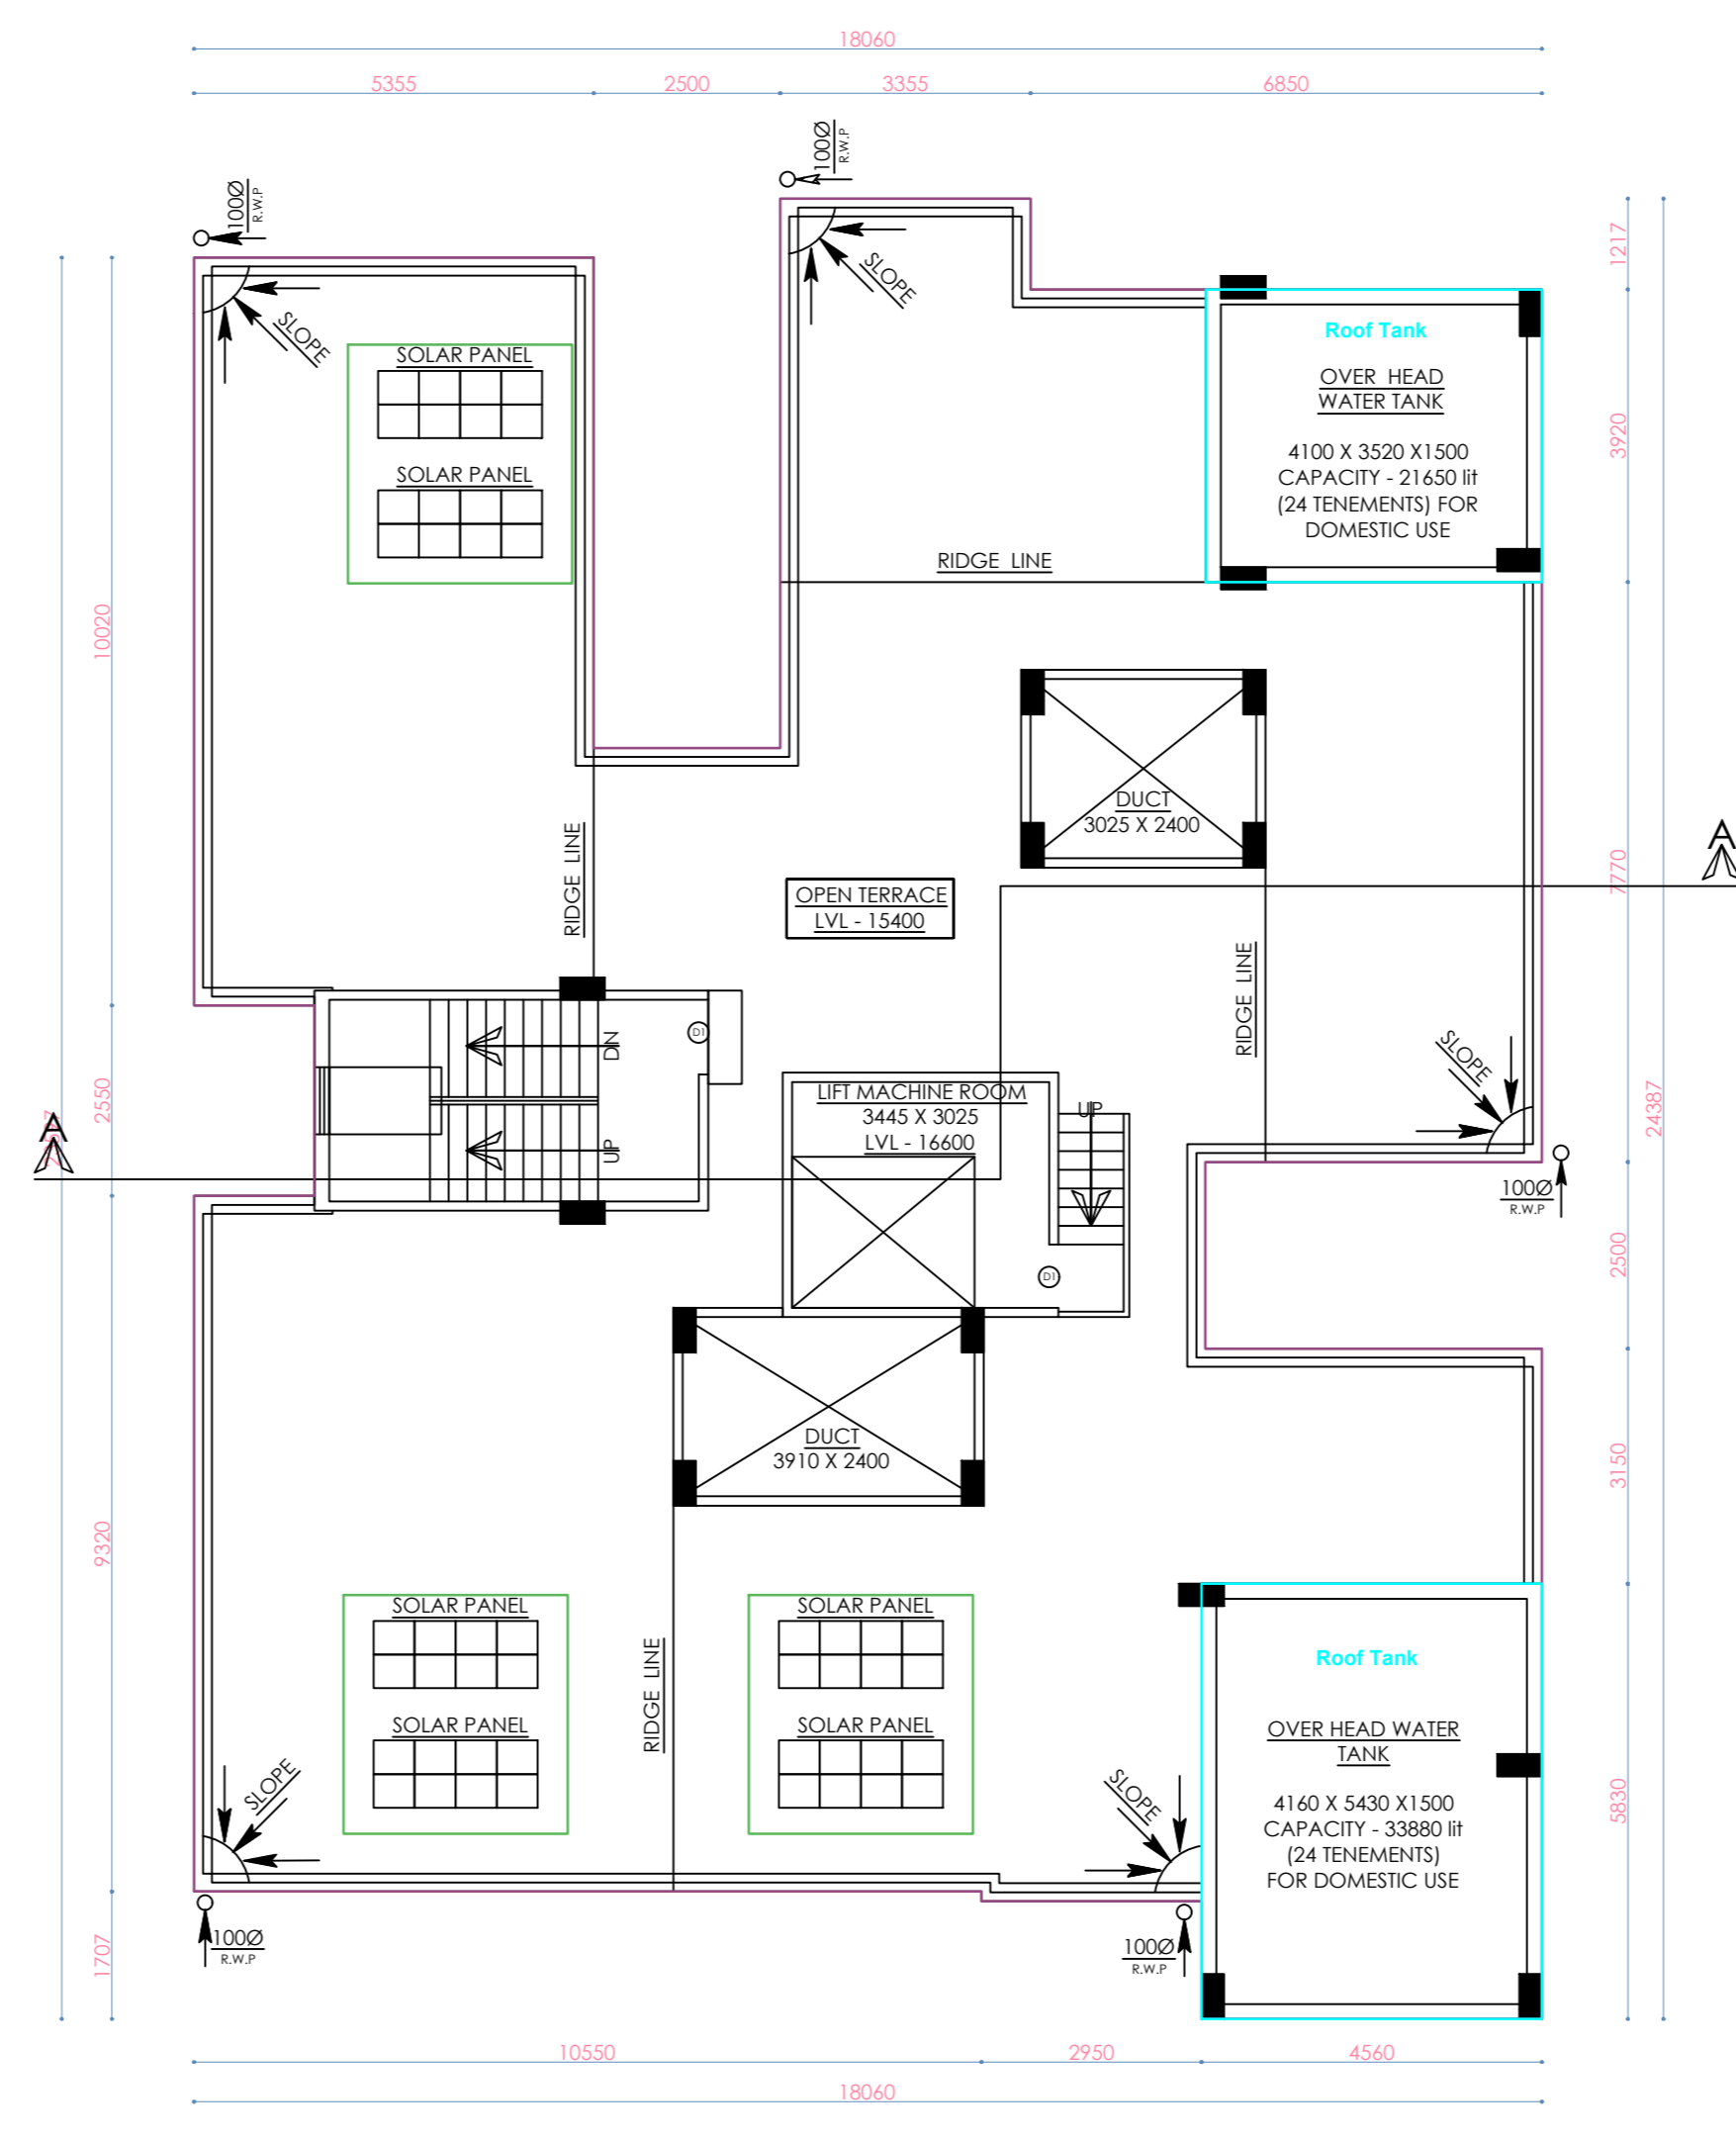 18060
5355
2500
3355
6850
100Ø
R.W.P
100Ø
R.W.P
SLOPE
SLOPE
1217
Roof Tank
OVER HEAD
WATER TANK
4100 X 3520 X1500
CAPACITY - 21650 lit
(24 TENEMENTS) FOR
DOMESTIC USE
3920
SOLAR PANEL
SOLAR PANEL
RIDGE LINE
10020
DUCT
3025 X 2400
RIDGE LINE
OPEN TERRACE
LVL - 15400
7770
A
RIDGE LINE
DN
D1
UP
LIFT MACHINE ROOM
3445 X 3025
LVL - 16600
UP
D1
SLOPE
2550
A
24387
100Ø
R.W.P
2500
DUCT
3910 X 2400
3150
9320
SOLAR PANEL
SOLAR PANEL
SOLAR PANEL
SOLAR PANEL
RIDGE LINE
Roof Tank
OVER HEAD WATER
TANK
4160 X 5430 X1500
CAPACITY - 33880 lit
(24 TENEMENTS)
FOR DOMESTIC USE
5830
SLOPE
SLOPE
1707
100Ø
R.W.P
100Ø
R.W.P
10550
2950
4560
18060